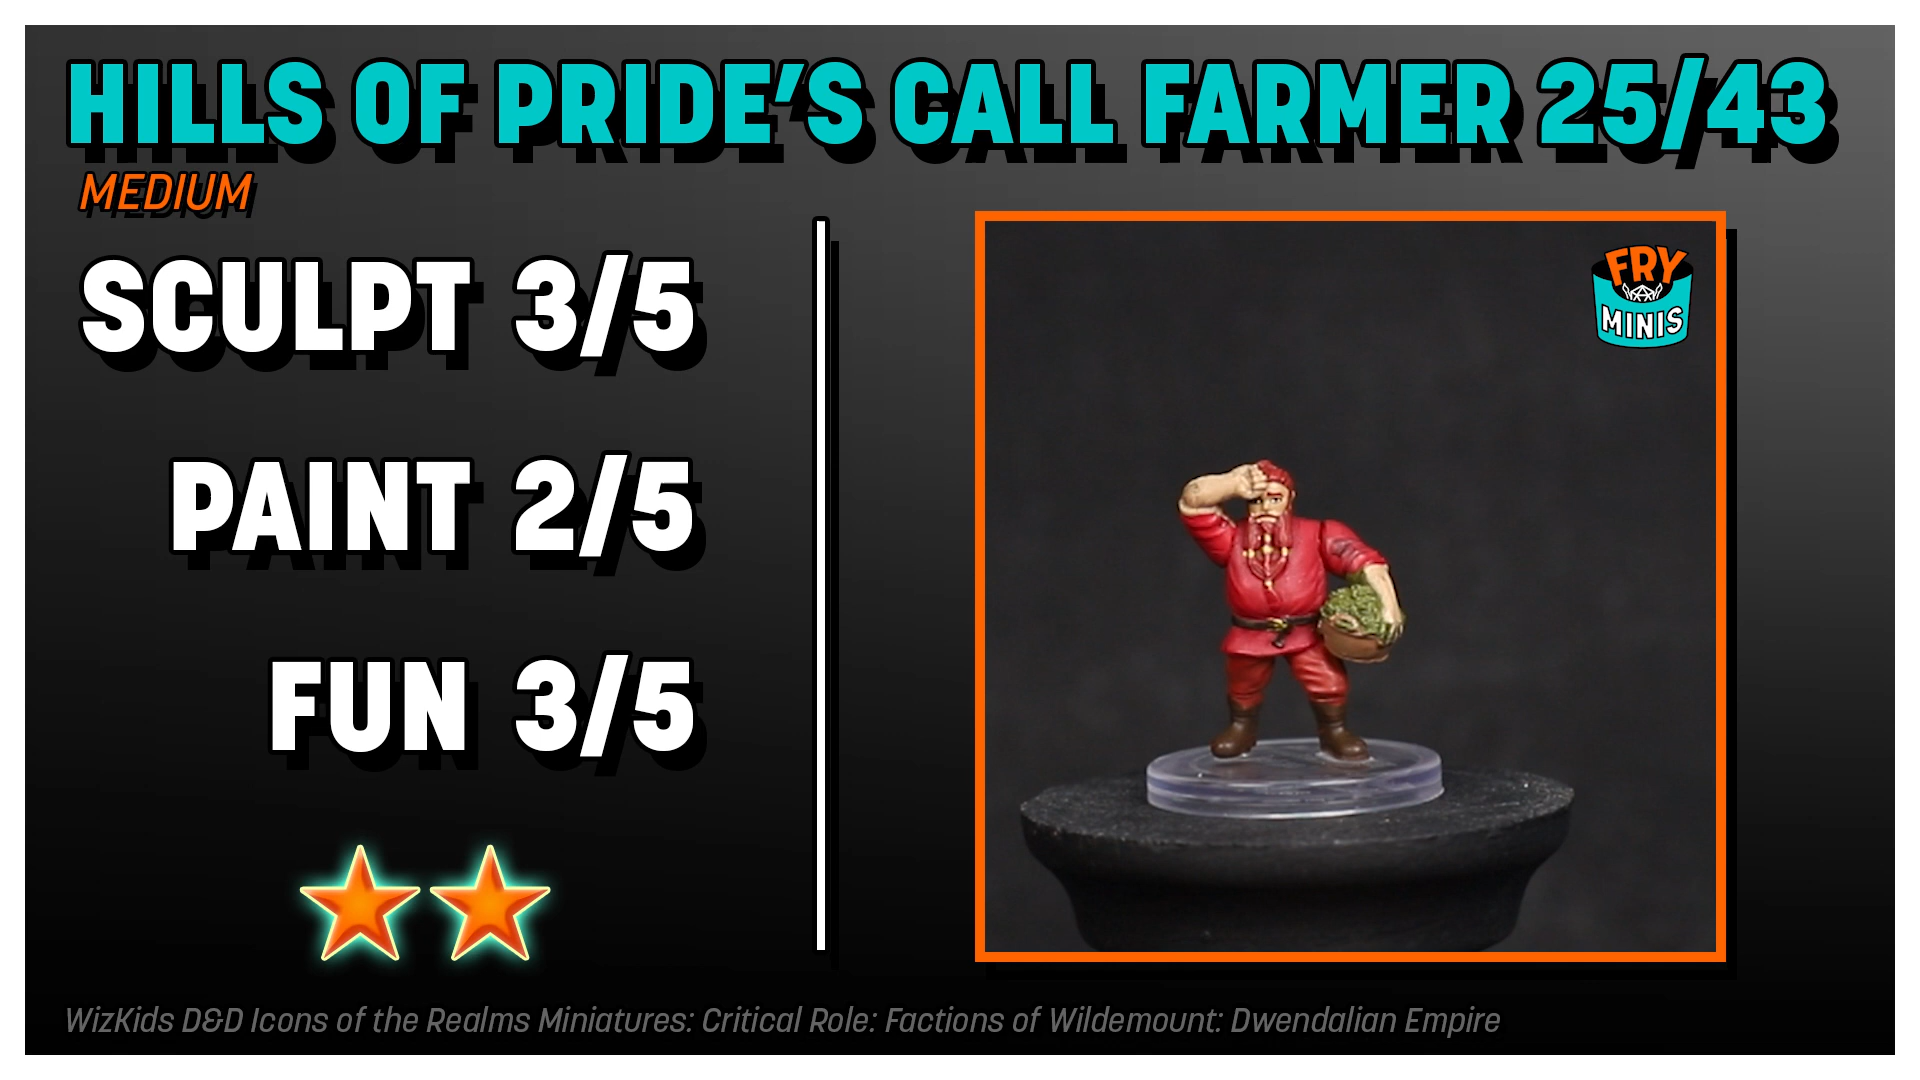 HILLS OF PRIDE'S CALL FARMER 25/43
MEDIUM
SCULPT 3/5
PAINT 2/5
FUN 3/5
FRY
MINIS
WizKids D&D Icons of the Realms Miniatures: Critical Role: Factions of Wildemount: Dwendalian Empire